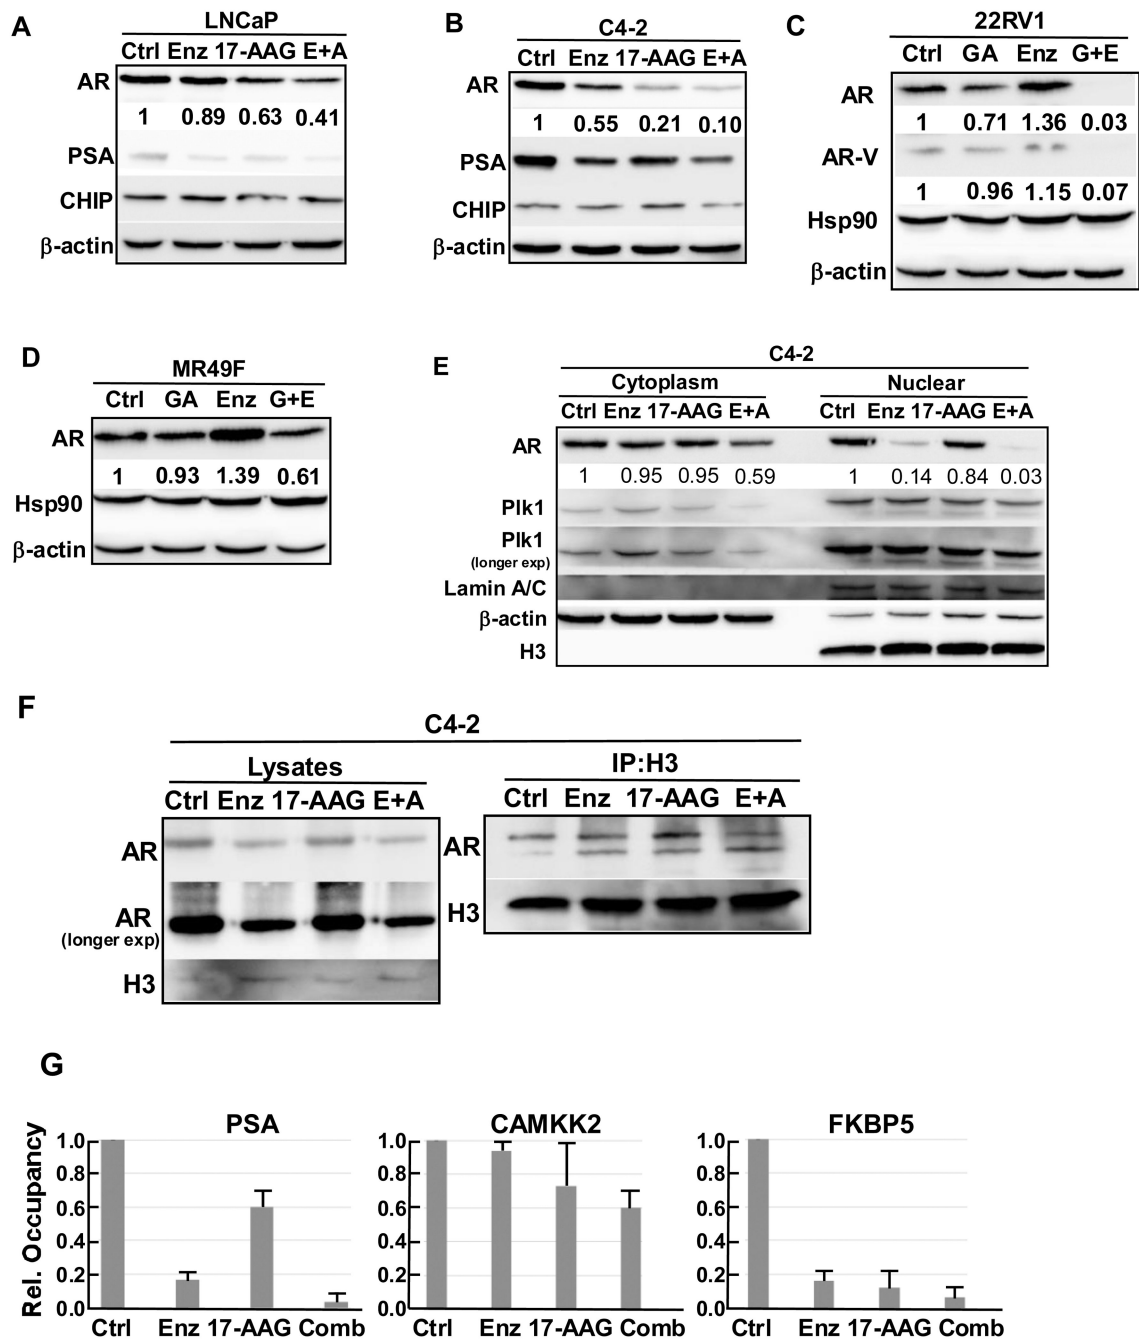 A
LNCaP
Ctrl Enz 17-AAG E+A
AR
1 0.89 0.63 0.41
PSA
CHIP
β-actin
B
C4-2
Ctrl Enz 17-AAG E+A
AR
1 0.55 0.21 0.10
PSA
CHIP
β-actin
C
22RV1
Ctrl GA Enz G+E
AR
1 0.71 1.36 0.03
AR-V
1 0.96 1.15 0.07
Hsp90
β-actin
D
MR49F
Ctrl GA Enz G+E
AR
1 0.93 1.39 0.61
Hsp90
β-actin
E
C4-2
Cytoplasm Nuclear
Ctrl Enz 17-AAG E+A Ctrl Enz 17-AAG E+A
AR
1 0.95 0.95 0.59 1 0.14 0.84 0.03
Plk1
Plk1
(longer exp)
Lamin A/C
β-actin
H3
F
C4-2
Lysates
Ctrl Enz 17-AAG E+A
AR
AR
(longer exp)
H3
IP:H3
Ctrl Enz 17-AAG E+A
AR
H3
G
Rel. Occupancy
PSA
1.0
0.8
0.6
0.4
0.2
0.0
Ctrl Enz 17-AAG Comb
CAMKK2
1.0
0.8
0.6
0.4
0.2
0.0
Ctrl Enz 17-AAG Comb
FKBP5
1.0
0.8
0.6
0.4
0.2
0.0
Ctrl Enz 17-AAG Comb